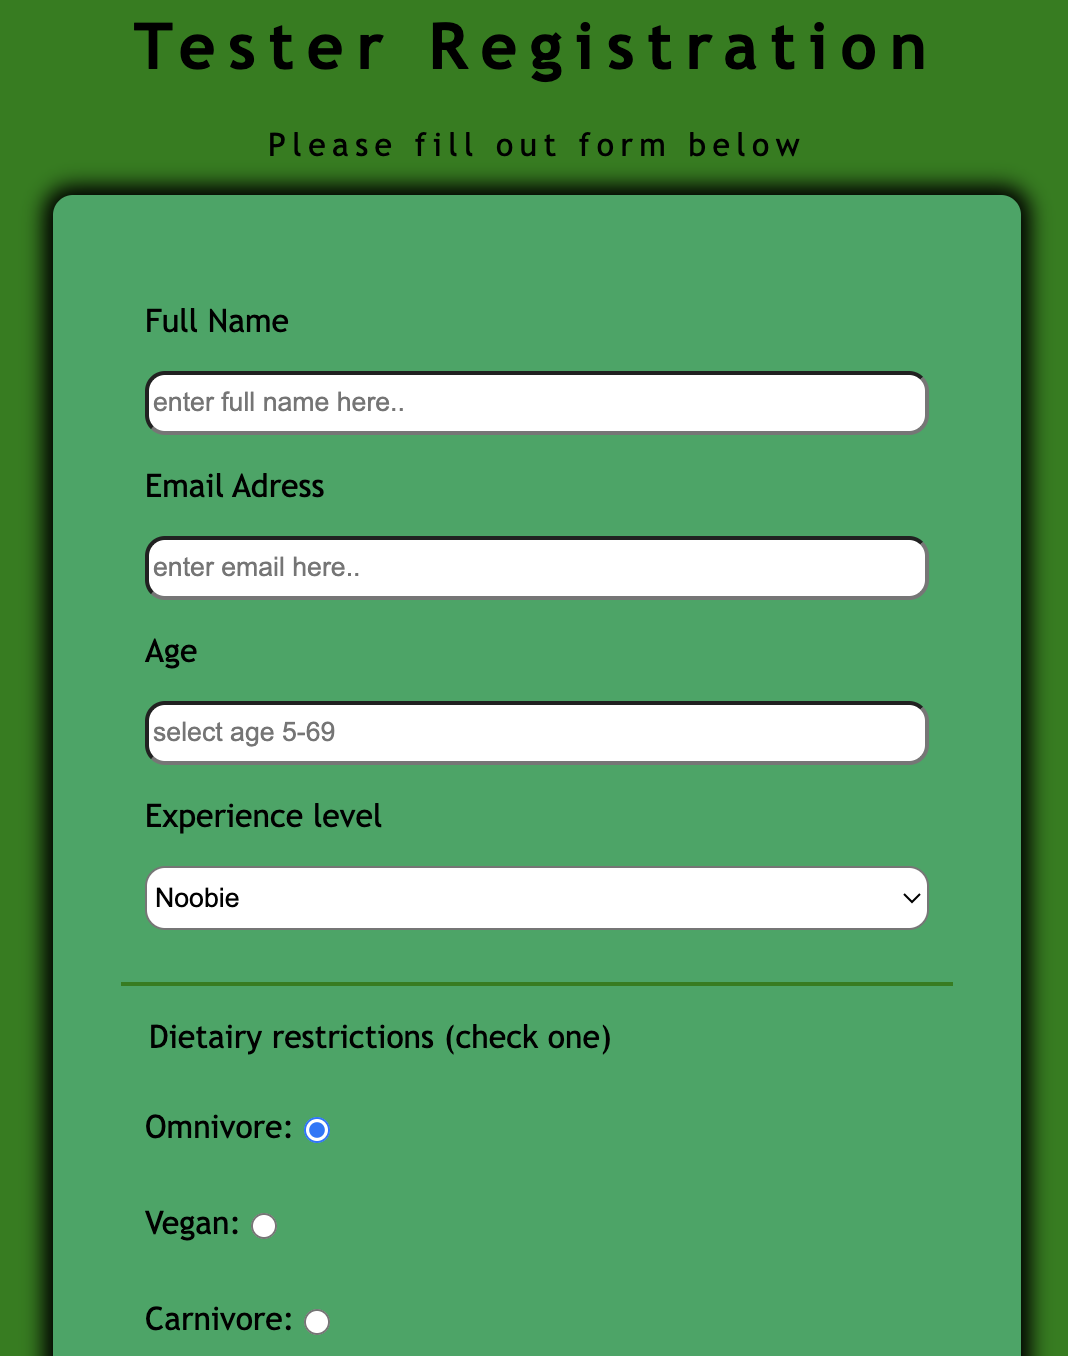 Tester Registration
Please fill out form below
Full Name
enter full name here..
Email Adress
enter email here..
Age
select age 5-69
Experience level
Noobie
Dietairy restrictions (check one)
Omnivore:
Vegan:
Carnivore: